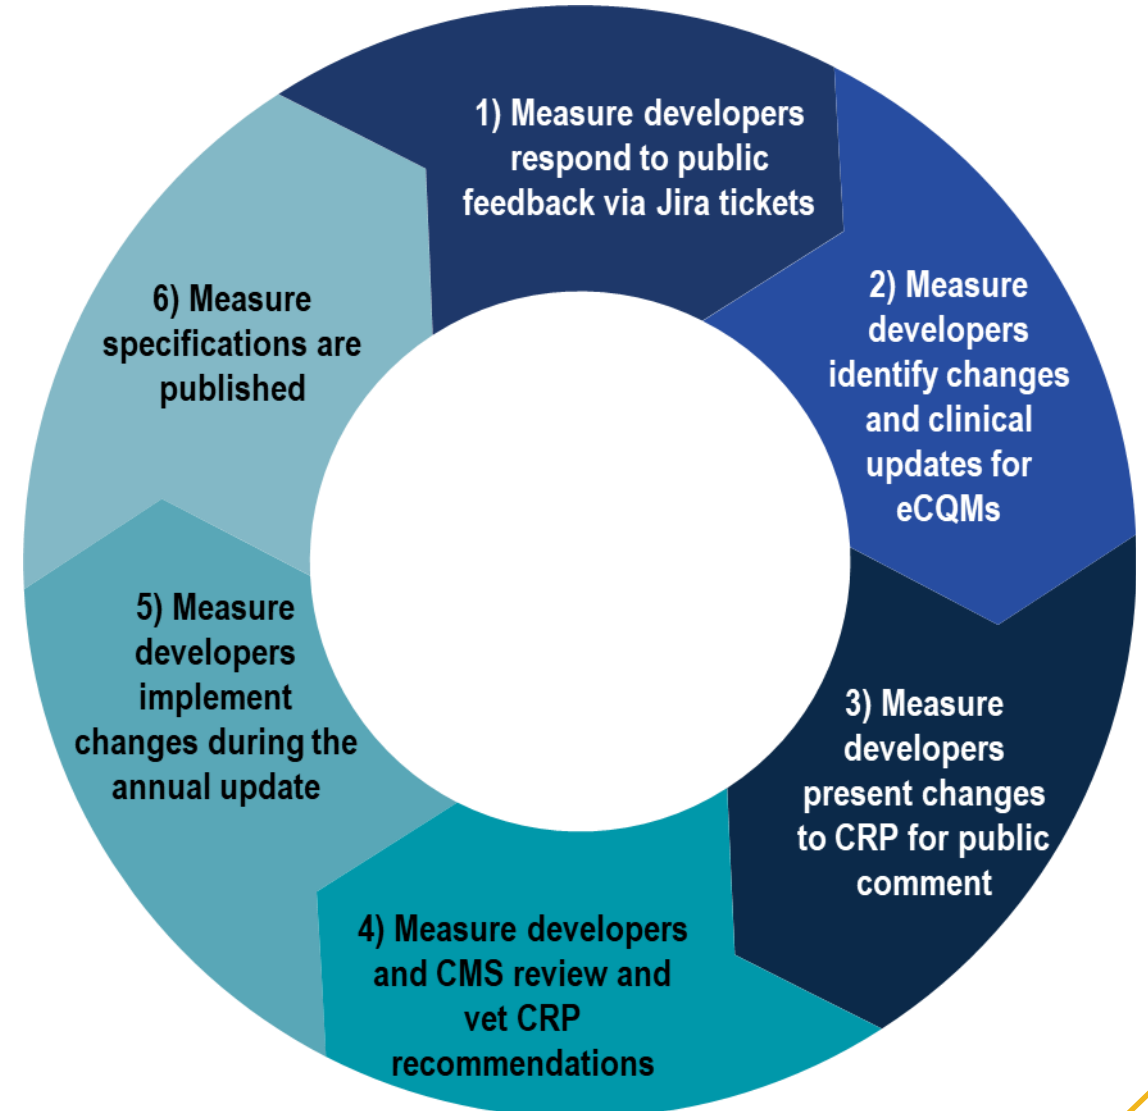 1) Measure developers
respond to public
feedback via Jira tickets
2) Measure
developers
identify changes
and clinical
updates for
eCQMs
3) Measure
developers
present changes
to CRP for public
comment
4) Measure developers
and CMS review and
vet CRP
recommendations
5) Measure
developers
implement
changes during the
annual update
6) Measure
specifications are
published